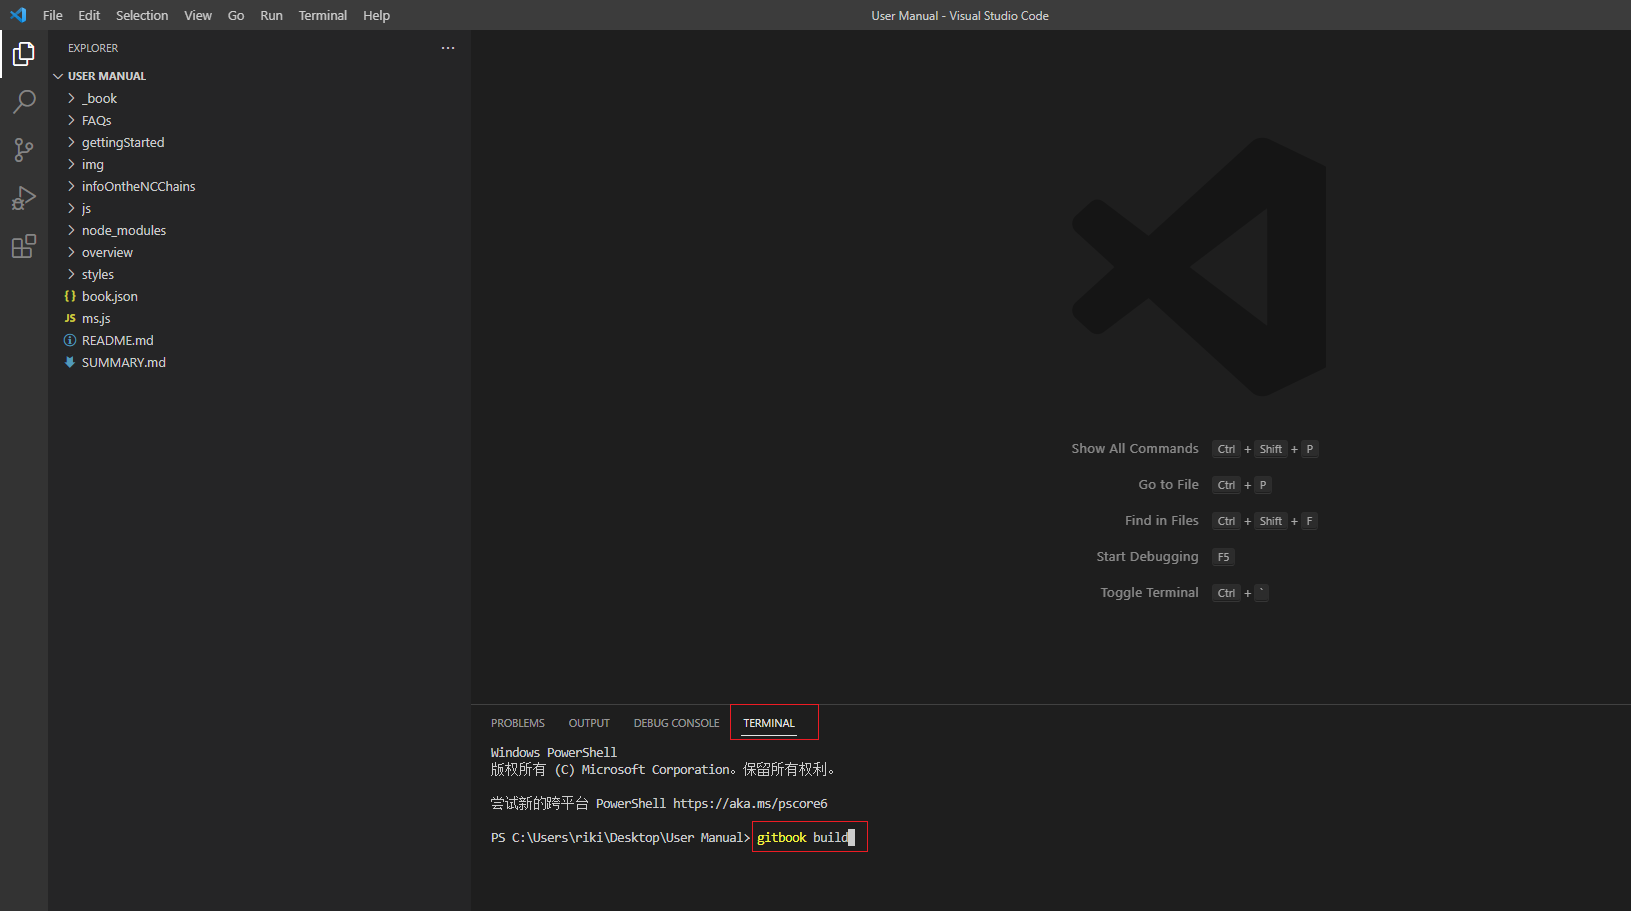 File Edit Selection View Go Run Terminal Help
User Manual - Visual Studio Code
EXPLORER
USER MANUAL
_book
FAQs
gettingStarted
img
infoOntheNCChains
js
node_modules
overview
styles
{} book.json
JS ms.js
README.md
SUMMARY.md
Show All Commands Ctrl + Shift + P
Go to File Ctrl + P
Find in Files Ctrl + Shift + F
Start Debugging F5
Toggle Terminal Ctrl + `
PROBLEMS OUTPUT DEBUG CONSOLE TERMINAL
Windows PowerShell
版权所有 (C) Microsoft Corporation。保留所有权利。
尝试新的跨平台 PowerShell https://aka.ms/pscore6
PS C:\Users\riki\Desktop\User Manual> gitbook build